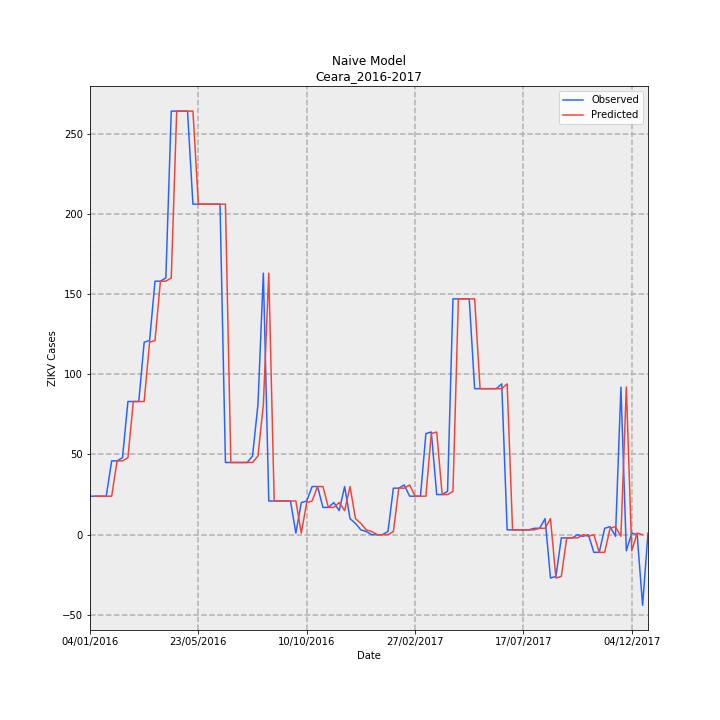 Naive Model
Ceara_2016-2017
Observed
Predicted
250
200
150
100
50
0
−50
ZIKV Cases
04/01/2016 23/05/2016 10/10/2016 27/02/2017 17/07/2017 04/12/2017
Date